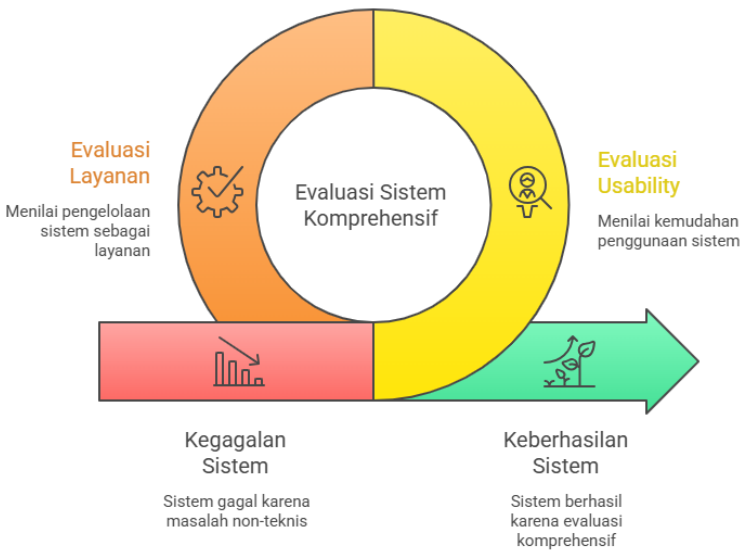 Evaluasi
Layanan
Menilai pengelolaan
sistem sebagai
layanan
Evaluasi Sistem
Komprehensif
Evaluasi
Usability
Menilai kemudahan
penggunaan sistem
Kegagalan
Sistem
Sistem gagal karena
masalah non-teknis
Keberhasilan
Sistem
Sistem berhasil
karena evaluasi
komprehensif